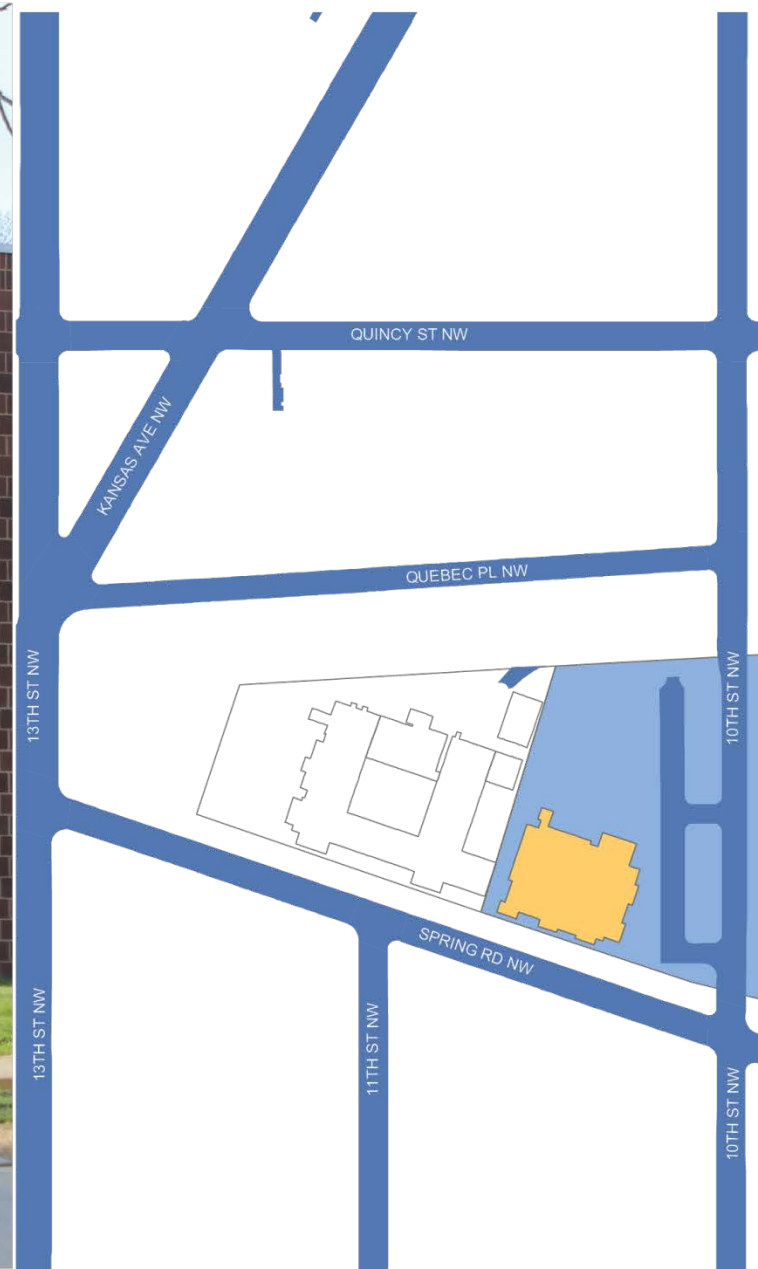 QUINCY ST NW
KANSAS AVE NW
QUEBEC PL NW
13TH ST NW
10TH ST NW
SPRING RD NW
13TH ST NW
11TH ST NW
10TH ST NW